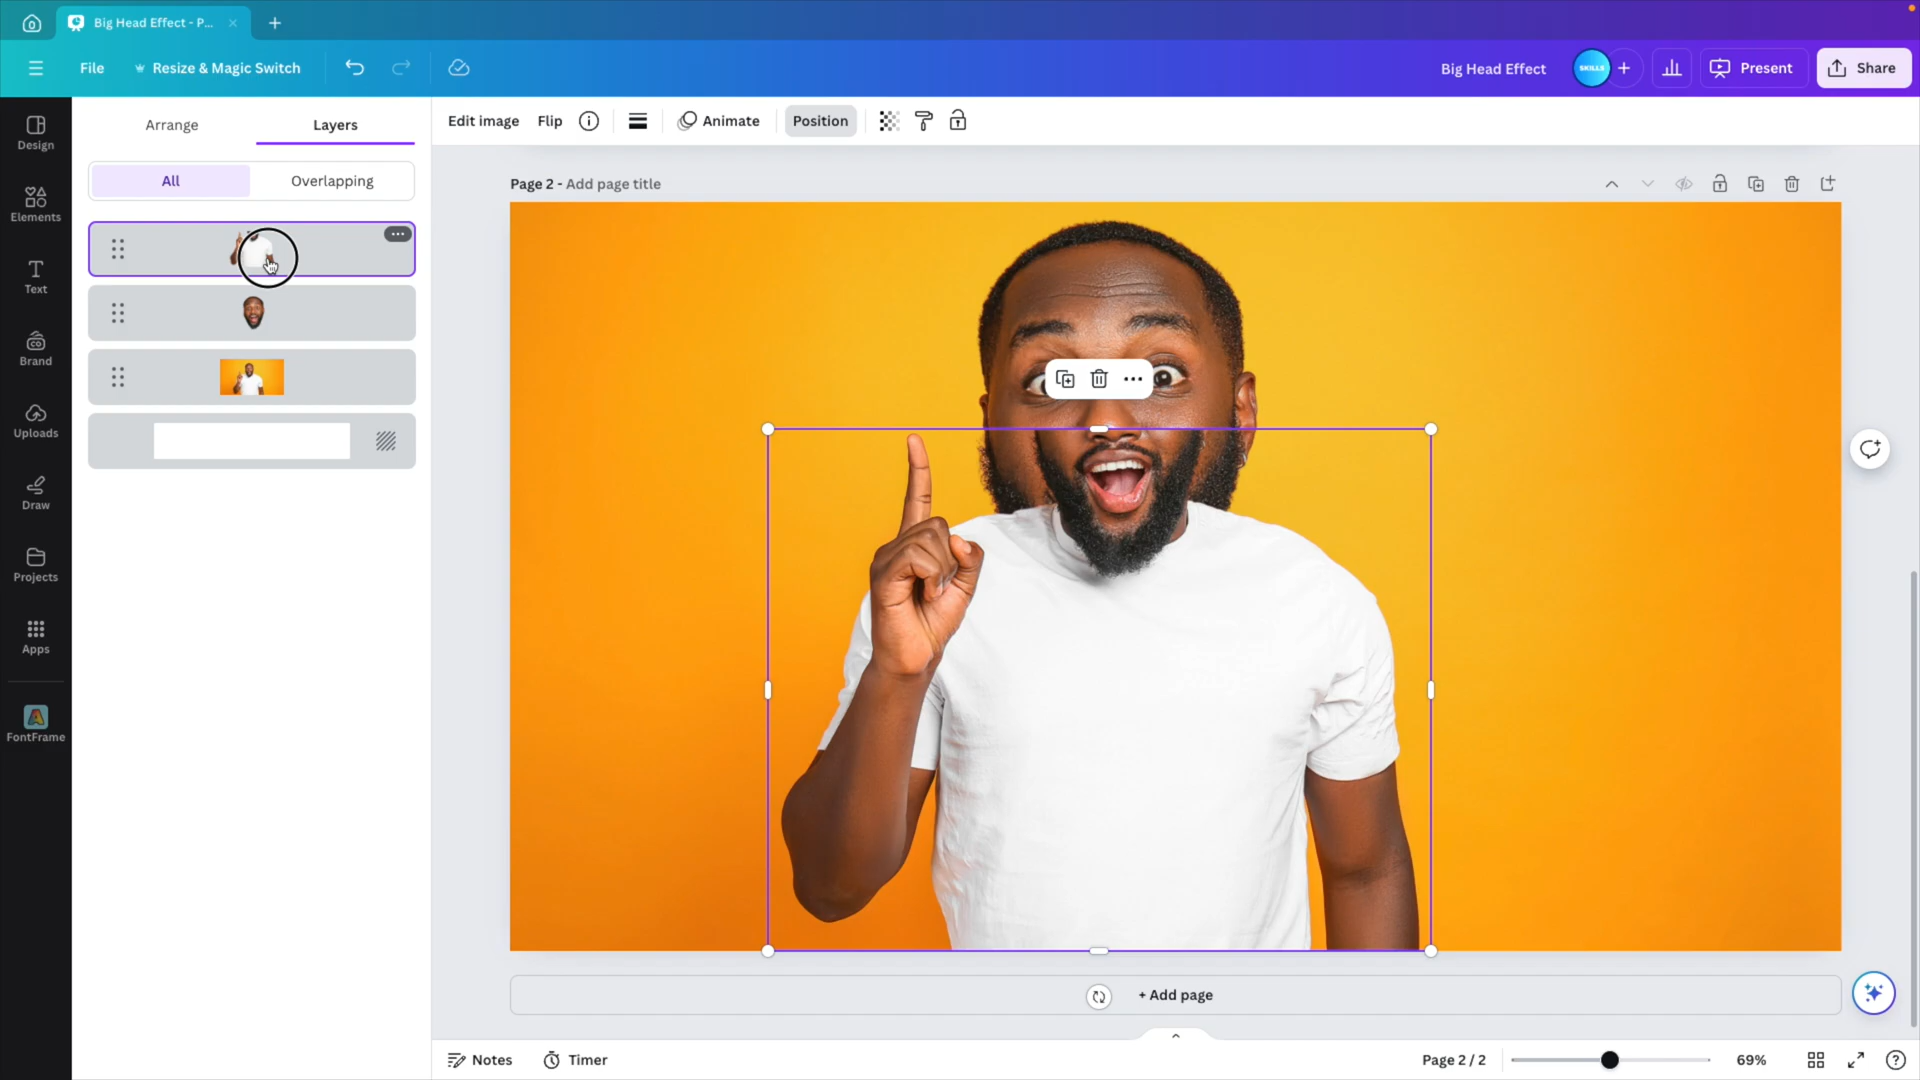 Big Head Effect - P...
File
Resize & Magic Switch
Big Head Effect
SKILLS
Present
Share
Design
Elements
Text
Brand
Uploads
Draw
Projects
Apps
FontFrame
Arrange
Layers
All
Overlapping
Edit image
Flip
Animate
Position
Page 2 - Add page title
+ Add page
Notes
Timer
Page 2 / 2
69%